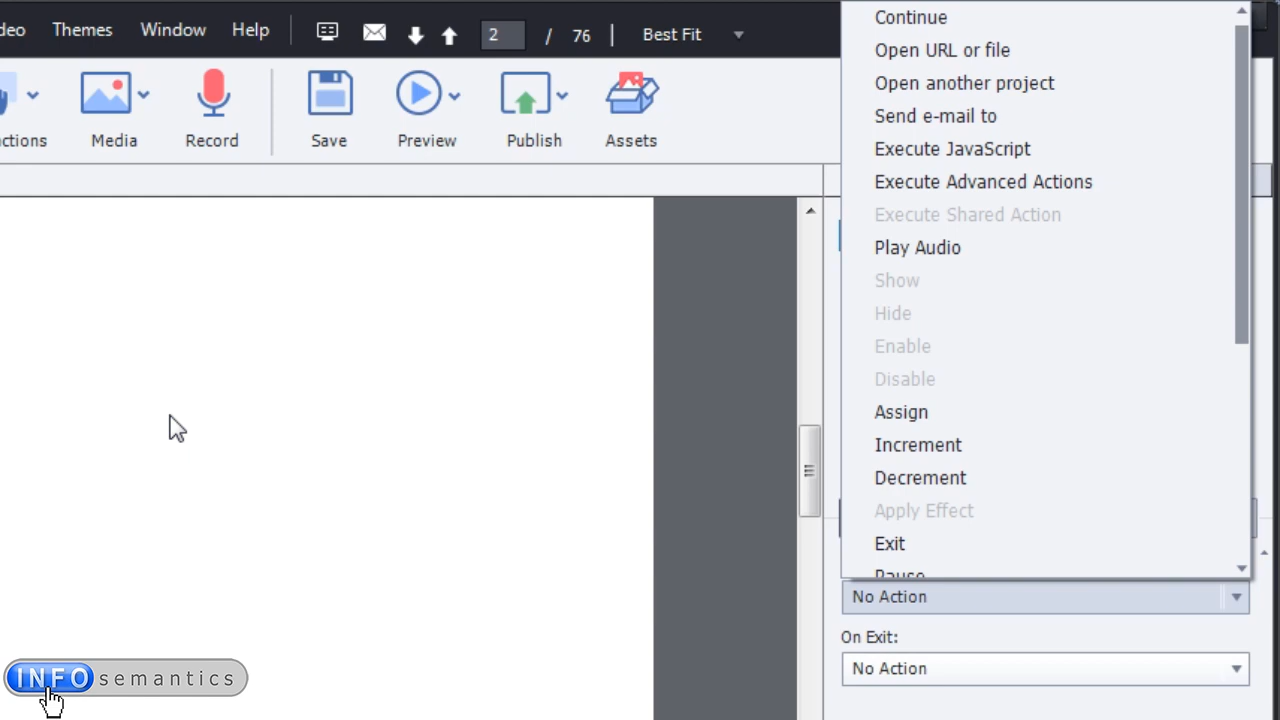 deo Themes Window Help 2 / 76 Best Fit
ctions Media Record Save Preview Publish Assets
Continue
Open URL or file
Open another project
Send e-mail to
Execute JavaScript
Execute Advanced Actions
Execute Shared Action
Play Audio
Show
Hide
Enable
Disable
Assign
Increment
Decrement
Apply Effect
Exit
Pause
No Action
On Exit:
No Action
INFOsemantics